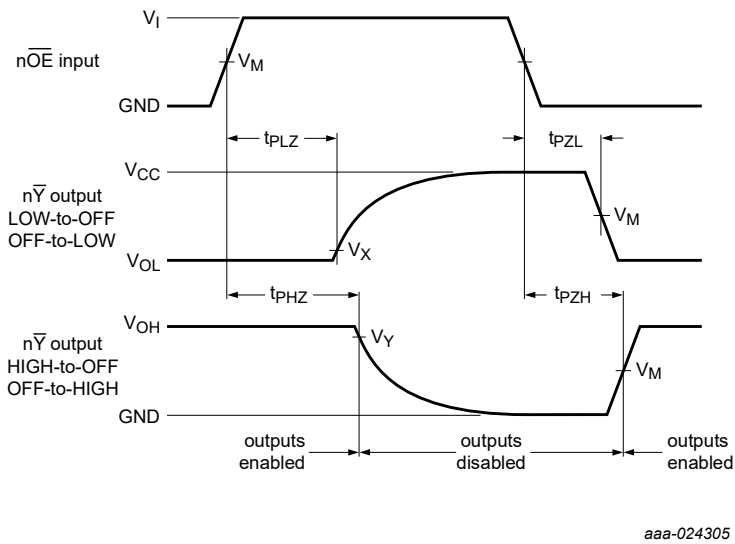 V_I
nO̅E̅ input
V_M
GND
t_PLZ
t_PZL
V_CC
nY̅ output
LOW-to-OFF
OFF-to-LOW
V_M
V_X
V_OL
t_PHZ
t_PZH
V_OH
nY̅ output
HIGH-to-OFF
OFF-to-HIGH
V_Y
V_M
GND
outputs
enabled
outputs
disabled
outputs
enabled
aaa-024305